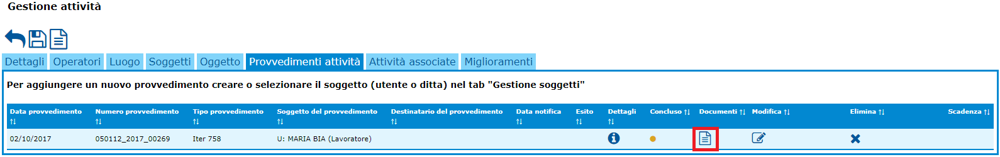 Gestione attività
Dettagli Operatori Luogo Soggetti Oggetto Provvedimenti attività Attività associate Miglioramenti
Per aggiungere un nuovo provvedimento creare o selezionare il soggetto (utente o ditta) nel tab "Gestione soggetti"
Data provvedimento Numero provvedimento Tipo provvedimento Soggetto del provvedimento Destinatario del provvedimento Data notifica Esito Dettagli Concluso Documenti Modifica Elimina Scadenza
02/10/2017 050112_2017_00269 Iter 758 U: MARIA BIA (Lavoratore)